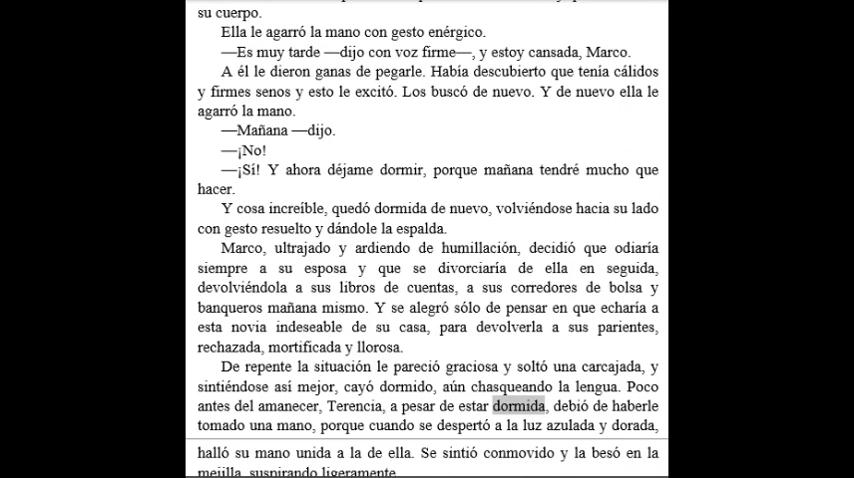 su cuerpo.
Ella le agarró la mano con gesto enérgico.
—Es muy tarde —dijo con voz firme—, y estoy cansada, Marco.
A él le dieron ganas de pegarle. Había descubierto que tenía cálidos
y firmes senos y esto le excitó. Los buscó de nuevo. Y de nuevo ella le
agarró la mano.
—Mañana —dijo.
—¡No!
—¡Sí! Y ahora déjame dormir, porque mañana tendré mucho que
hacer.
Y cosa increíble, quedó dormida de nuevo, volviéndose hacia su lado
con gesto resuelto y dándole la espalda.
Marco, ultrajado y ardiendo de humillación, decidió que odiaría
siempre a su esposa y que se divorciaría de ella en seguida,
devolviéndola a sus libros de cuentas, a sus corredores de bolsa y
banqueros mañana mismo. Y se alegró sólo de pensar en que echaría a
esta novia indeseable de su casa, para devolverla a sus parientes,
rechazada, mortificada y llorosa.
De repente la situación le pareció graciosa y soltó una carcajada, y
sintiéndose así mejor, cayó dormido, aún chasqueando la lengua. Poco
antes del amanecer, Terencia, a pesar de estar dormida, debió de haberle
tomado una mano, porque cuando se despertó a la luz azulada y dorada,
halló su mano unida a la de ella. Se sintió conmovido y la besó en la
mejilla, suspirando ligeramente.